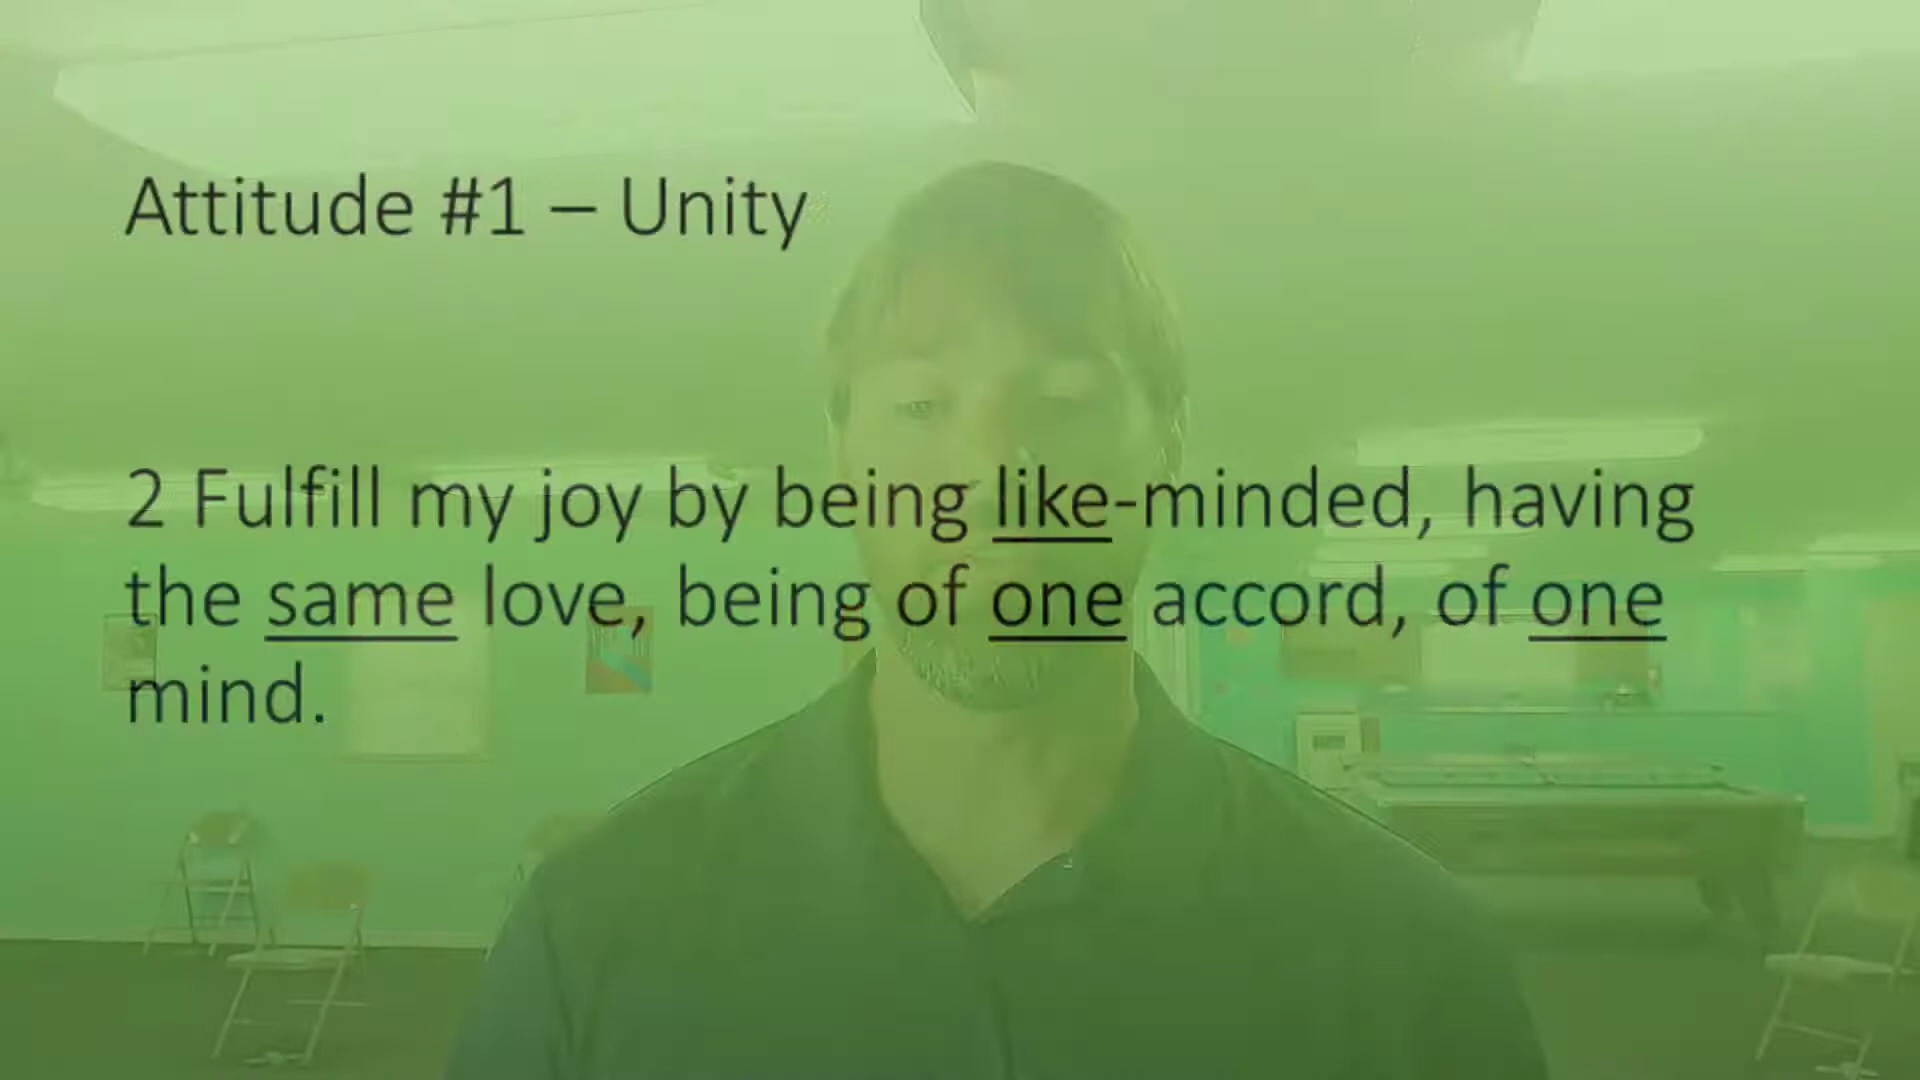 Attitude #1 – Unity
2 Fulfill my joy by being like-minded, having
the same love, being of one accord, of one
mind.